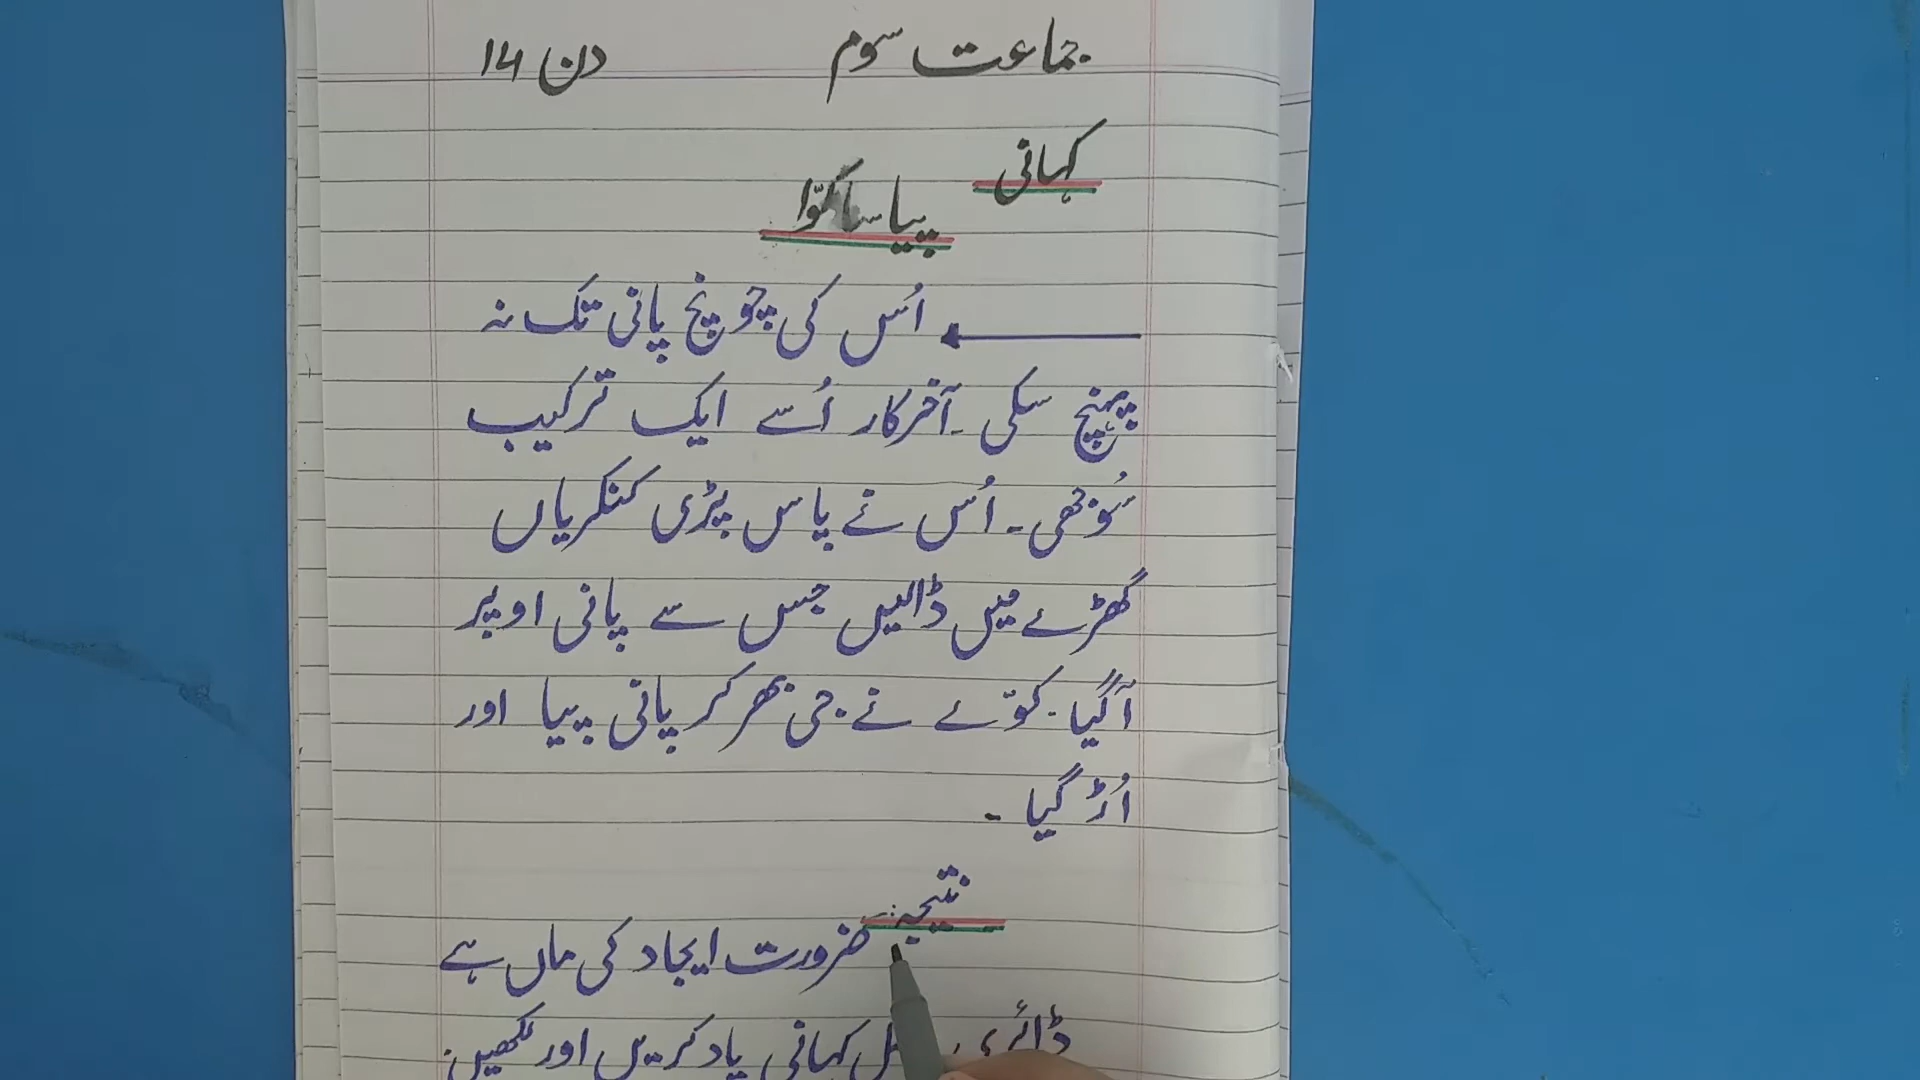 جماعت سوم دن 14
کہانی
پیاسا کوّا
اُس کی چونچ پانی تک نہ
پہنچ سکی ۔ آخرکار اُسے ایک ترکیب
سُوجھی ۔ اُس نے پاس پڑی کنکریاں
گھڑے میں ڈالیں جس سے پانی اوپر
آگیا ۔ کوّے نے جی بھر کر پانی پیا اور
اُڑ گیا ۔
نتیجہ :
ضرورت ایجاد کی ماں ہے
ڈائری کہانی یاد کریں اور لکھیں ۔